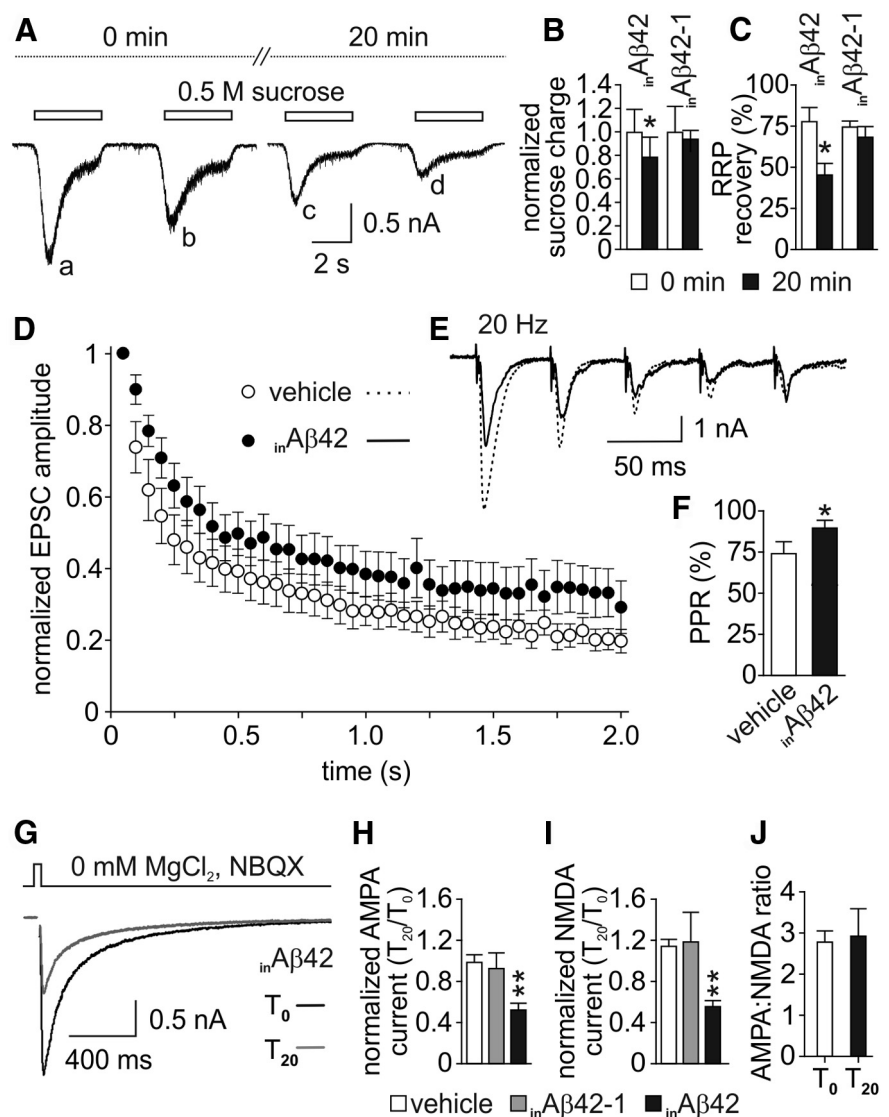 A
0 min
20 min
0.5 M sucrose
a
b
c
d
0.5 nA
2 s
B
inAβ42
inAβ42-1
normalized
sucrose charge
1.4
1.2
1.0
0.8
0.6
0.4
0.2
0
*
C
inAβ42
inAβ42-1
RRP
recovery (%)
100
75
50
25
0
*
0 min
20 min
D
normalized EPSC amplitude
1
0.8
0.6
0.4
0.2
0
vehicle
inAβ42
0
0.5
1.0
1.5
2.0
time (s)
E
20 Hz
1 nA
50 ms
F
PPR (%)
100
75
50
25
0
*
vehicle
inAβ42
G
0 mM MgCl₂, NBQX
inAβ42
T₀
T₂₀
0.5 nA
400 ms
H
normalized AMPA
current (T₂₀/T₀)
1.6
1.2
0.8
0.4
0
**
I
normalized NMDA
current (T₂₀/T₀)
1.6
1.2
0.8
0.4
0
**
vehicle
inAβ42-1
inAβ42
J
AMPA:NMDA ratio
4
3
2
1
0
T₀
T₂₀